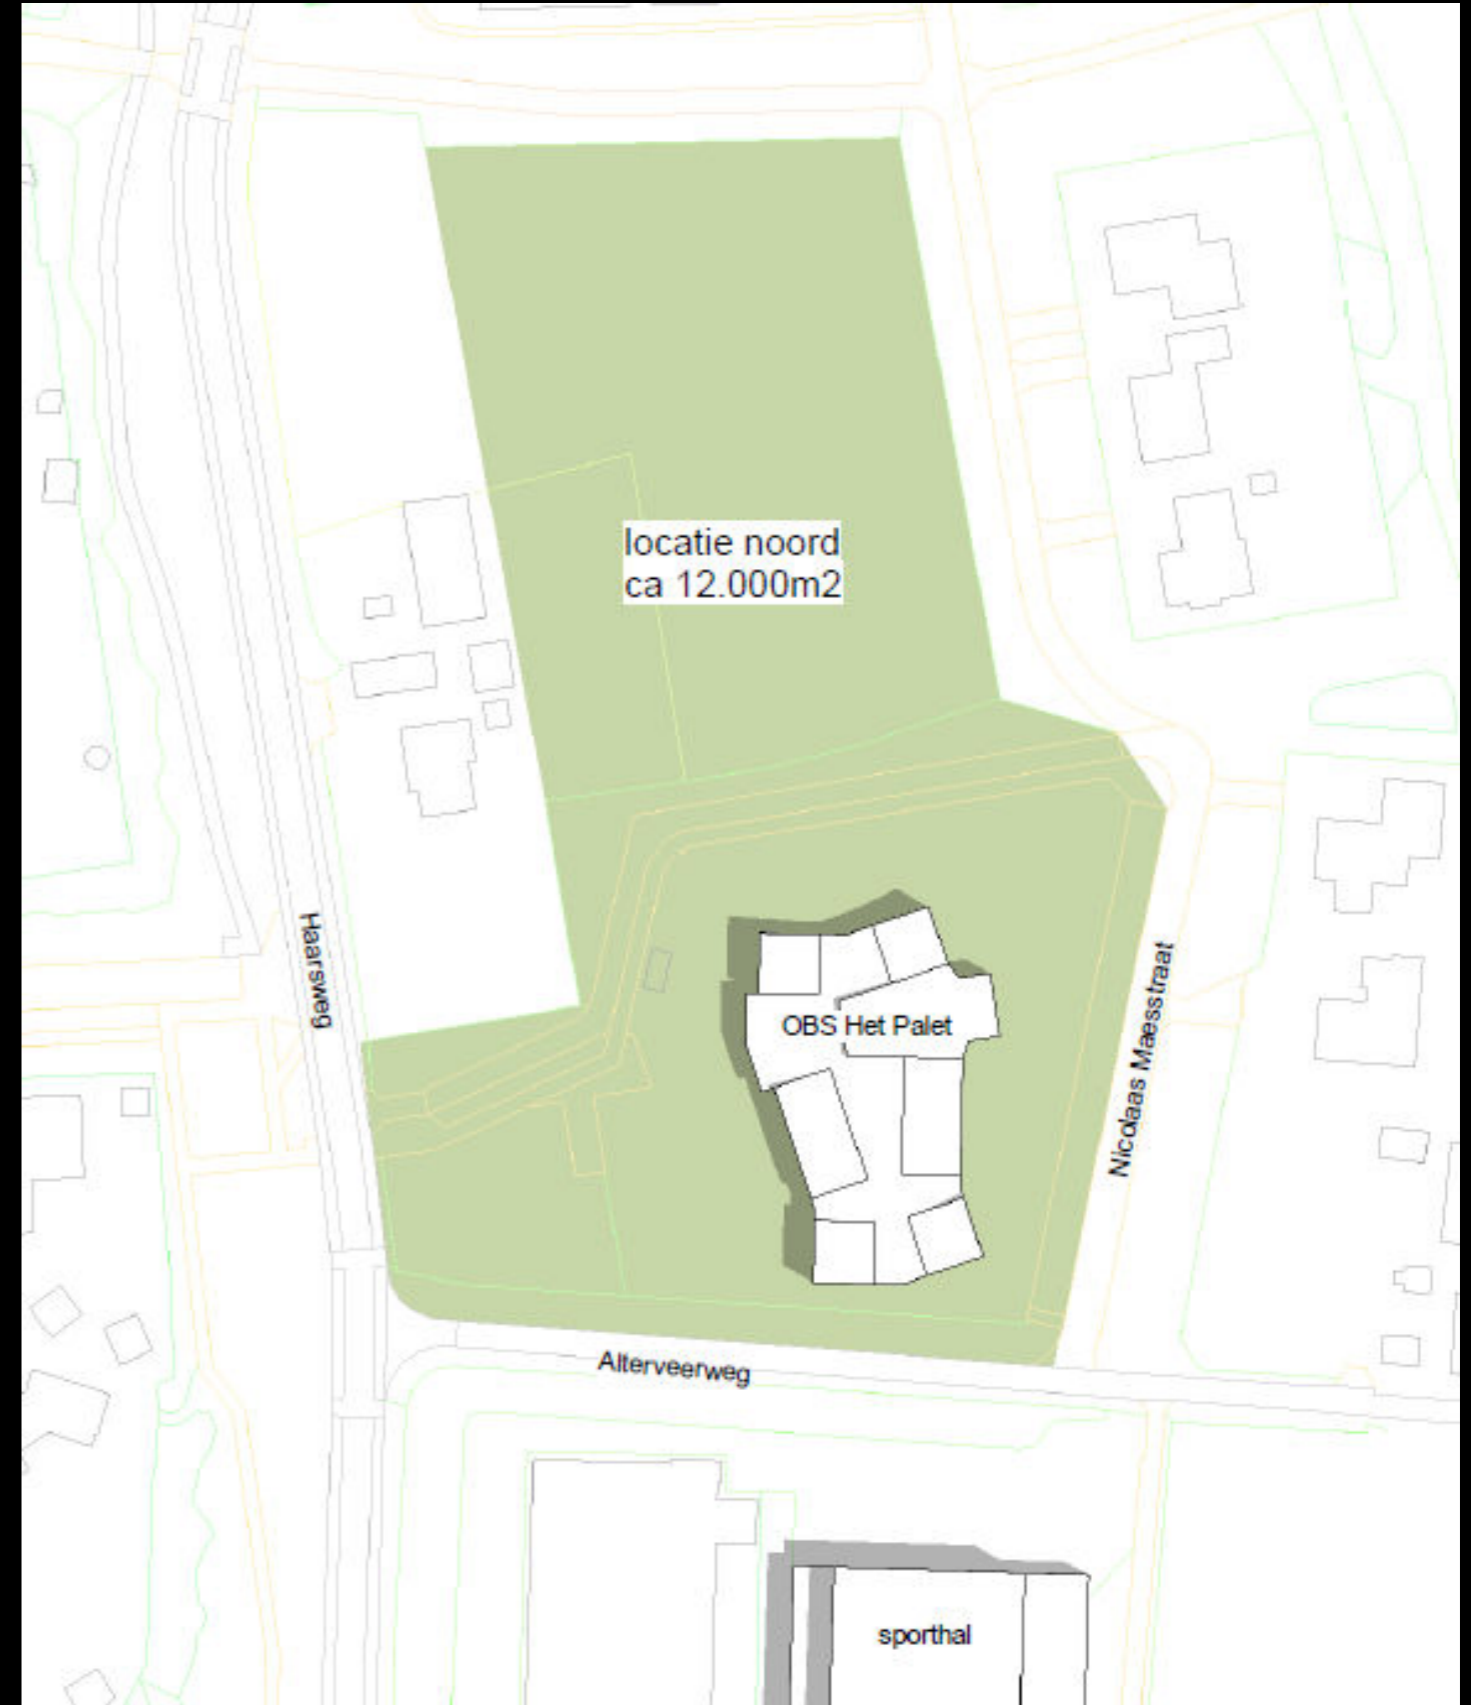 locatie noord
ca 12.000m2
Haarsweg
OBS Het Palet
Nicolaas Maesstraat
Alterveerweg
sporthal